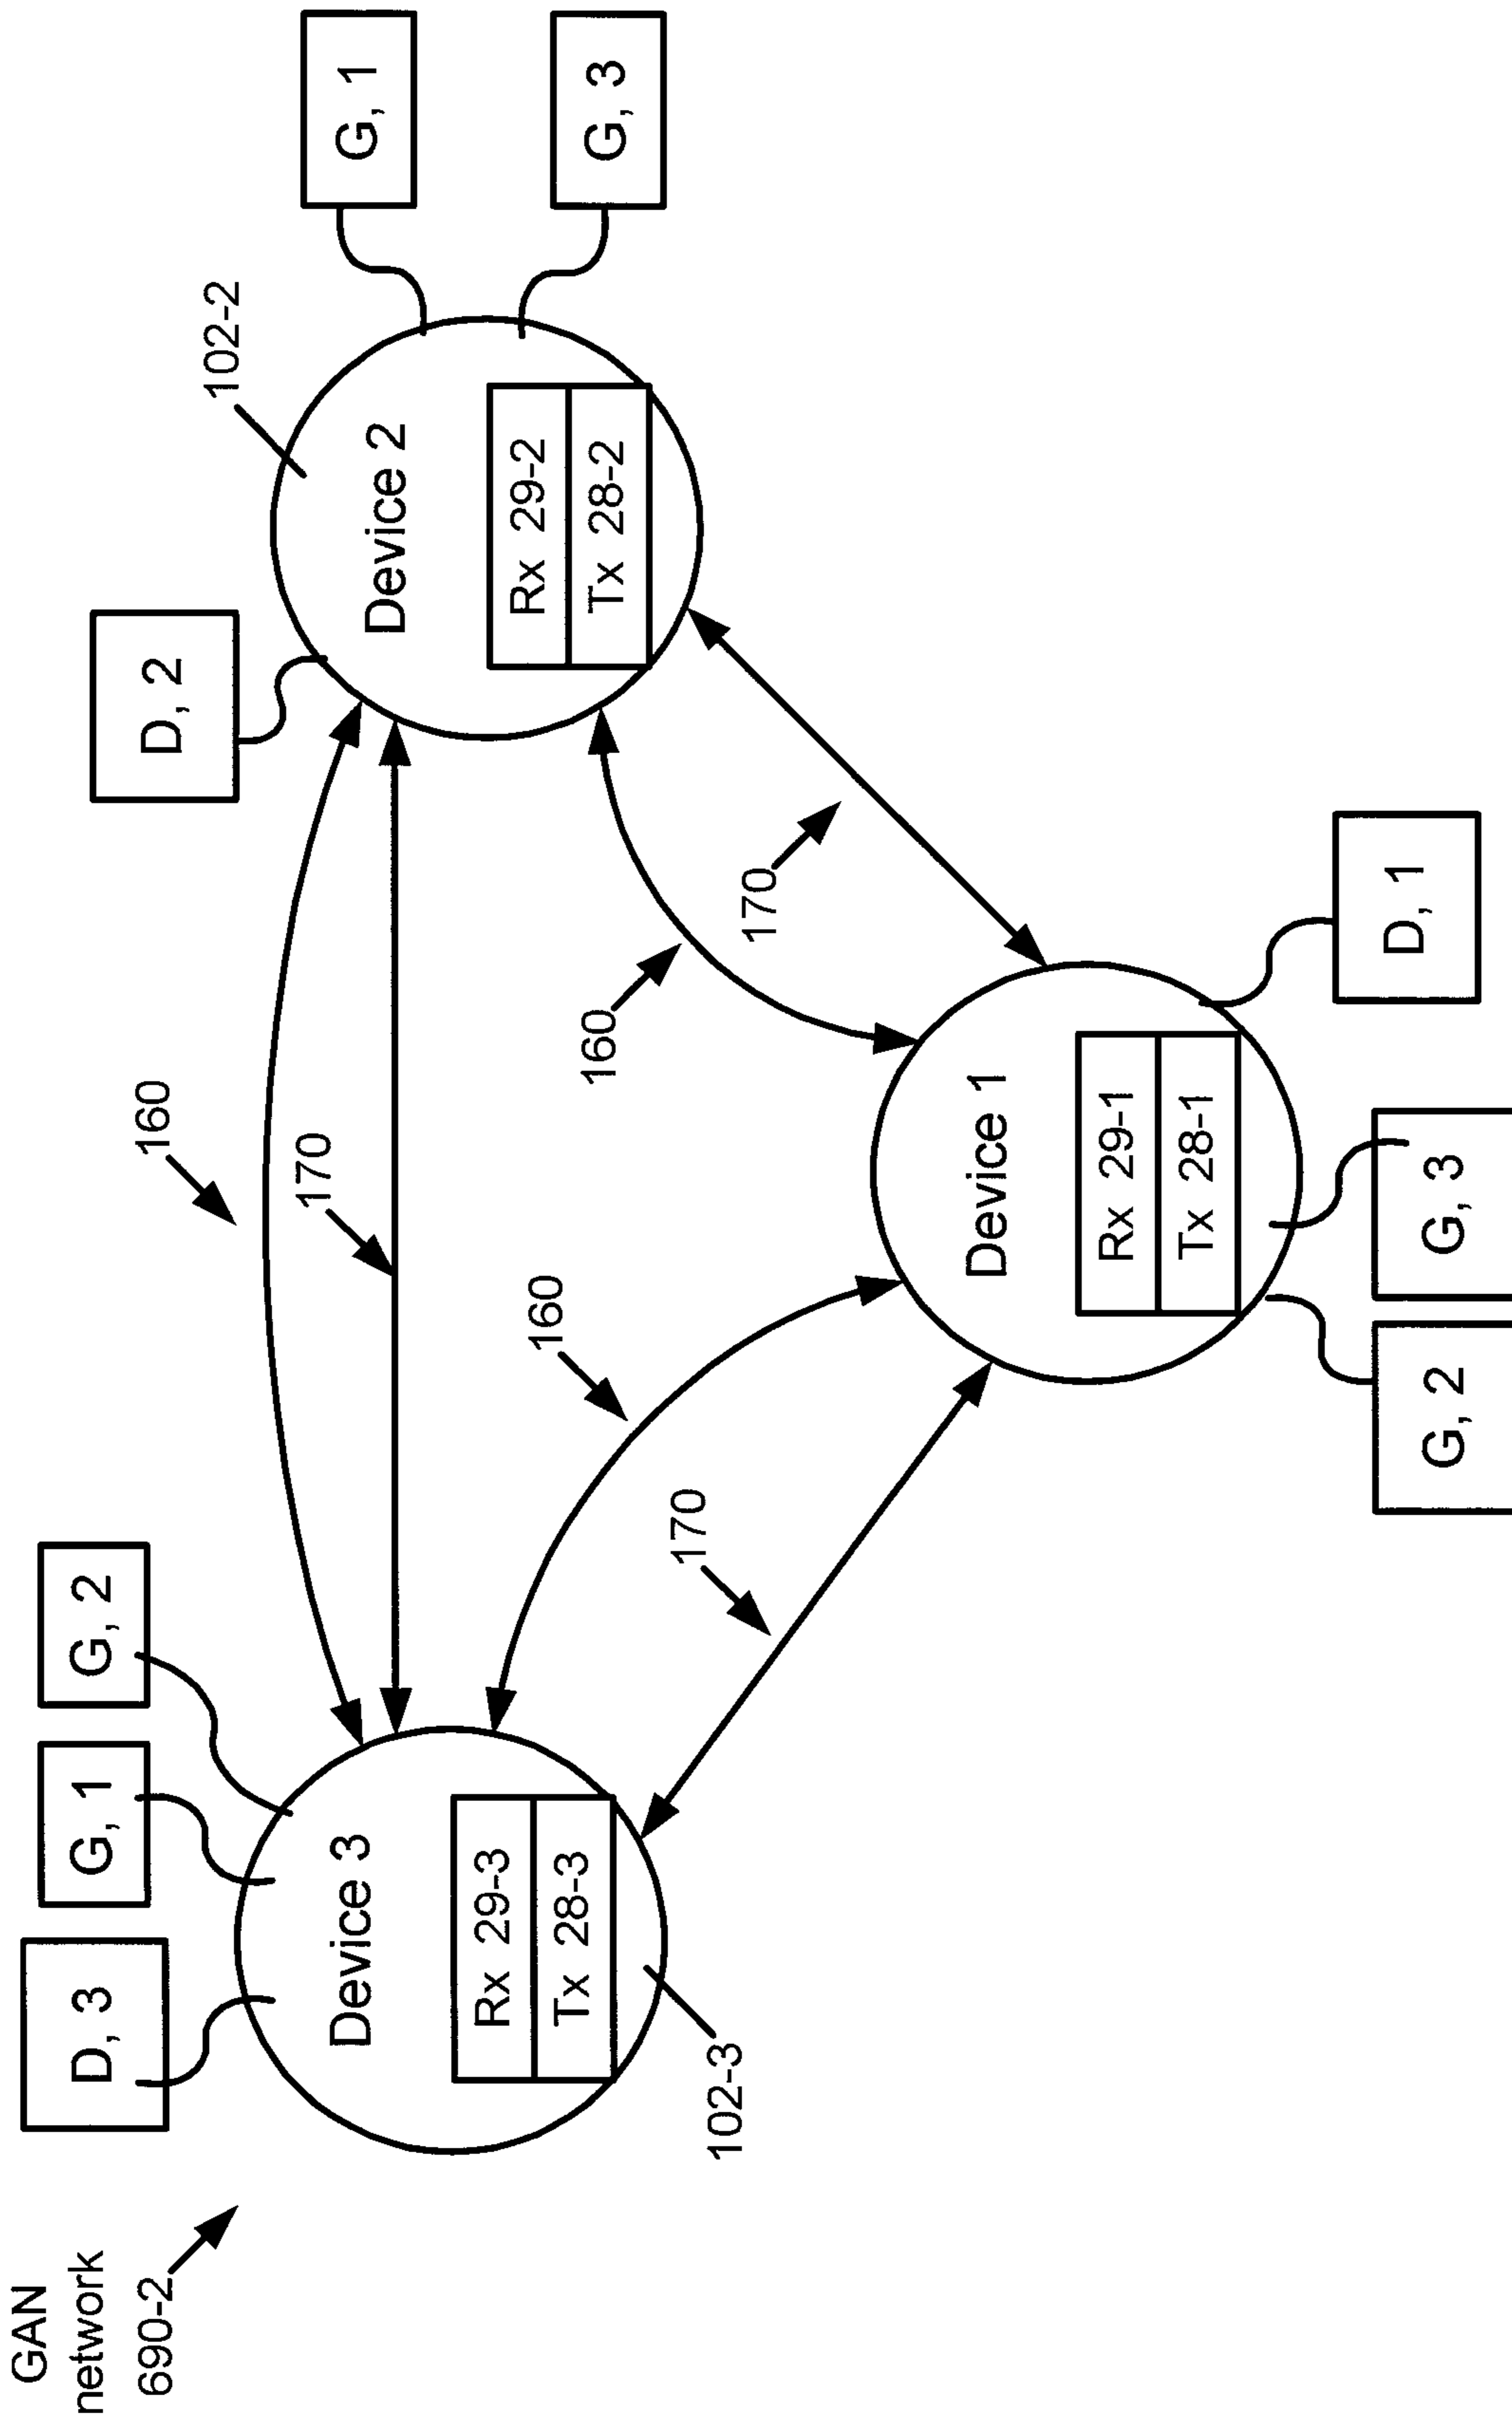 GAN
network
690-2
D, 3
G, 1
G, 2
Device 3
Rx 29-3
Tx 28-3
102-3
160
170
160
170
D, 2
102-2
Device 2
Rx 29-2
Tx 28-2
G, 1
G, 3
160
170
Device 1
Rx 29-1
Tx 28-1
G, 2
G, 3
D, 1